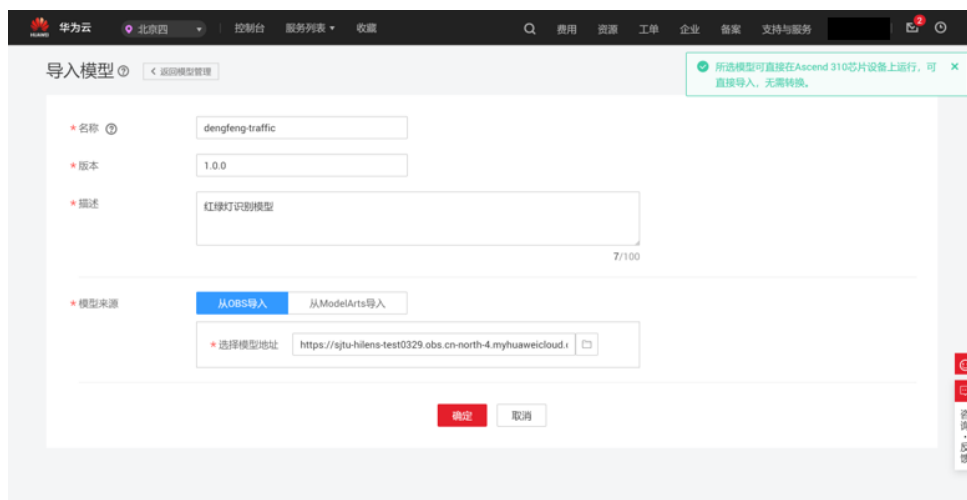 HUAWEI 华为云 北京四 控制台 服务列表 收藏 费用 资源 工单 企业 备案 支持与服务 2
导入模型 ? < 返回模型管理
所选模型可直接在Ascend 310芯片设备上运行，可
直接导入，无需转换。
* 名称 ? dengfeng-traffic
* 版本 1.0.0
* 描述 红绿灯识别模型
7/100
* 模型来源 从OBS导入 从ModelArts导入
* 选择模型地址 https://sjtu-hilens-test0329.obs.cn-north-4.myhuaweicloud.
确定 取消
咨询·反馈